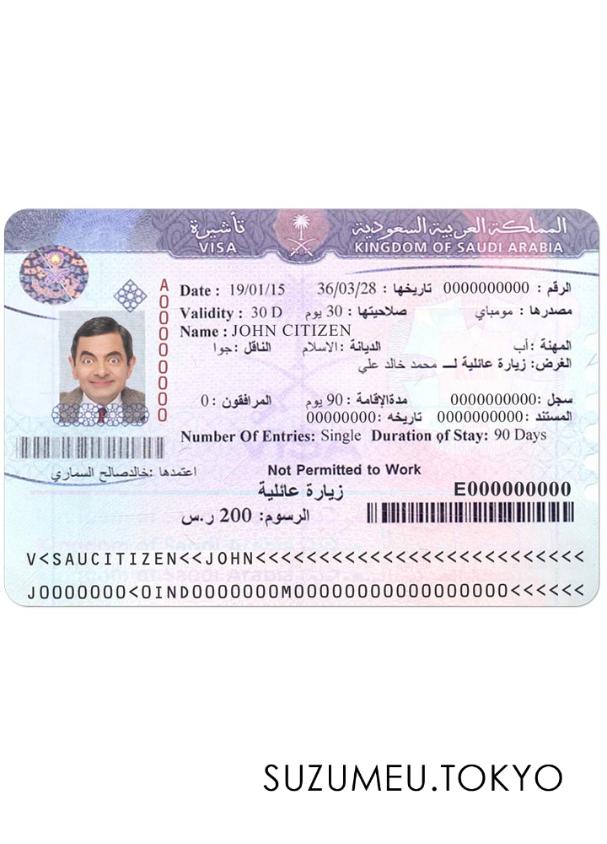 المملكة العربية السعودية تأشيرة
KINGDOM OF SAUDI ARABIA VISA
A00000000
Date : 19/01/15 الرقم : 0000000000 تاريخها : 36/03/28
Validity : 30 D مصدرها : مومباي صلاحيتها : 30 يوم
Name : JOHN CITIZEN
المهنة : أب الديانة : الاسلام الناقل : جوا
الغرض: زيارة عائلية لـ محمد خالد علي
سجل :0000000000 مدةالإقامة : 90 يوم المرافقون : 0
المستند : 0000000000 تاريخه :00000000
Number Of Entries: Single Duration of Stay: 90 Days
اعتمدها :خالدصالح السماري
Not Permitted to Work
زيارة عائلية
E000000000
الرسوم: 200 ر.س
V<SAUCITIZEN<<JOHN<<<<<<<<<<<<<<<<<<<<<<<<<<
J0000000<0IND0000000M0000000000000000<<<<<<
SUZUMEU.TOKYO